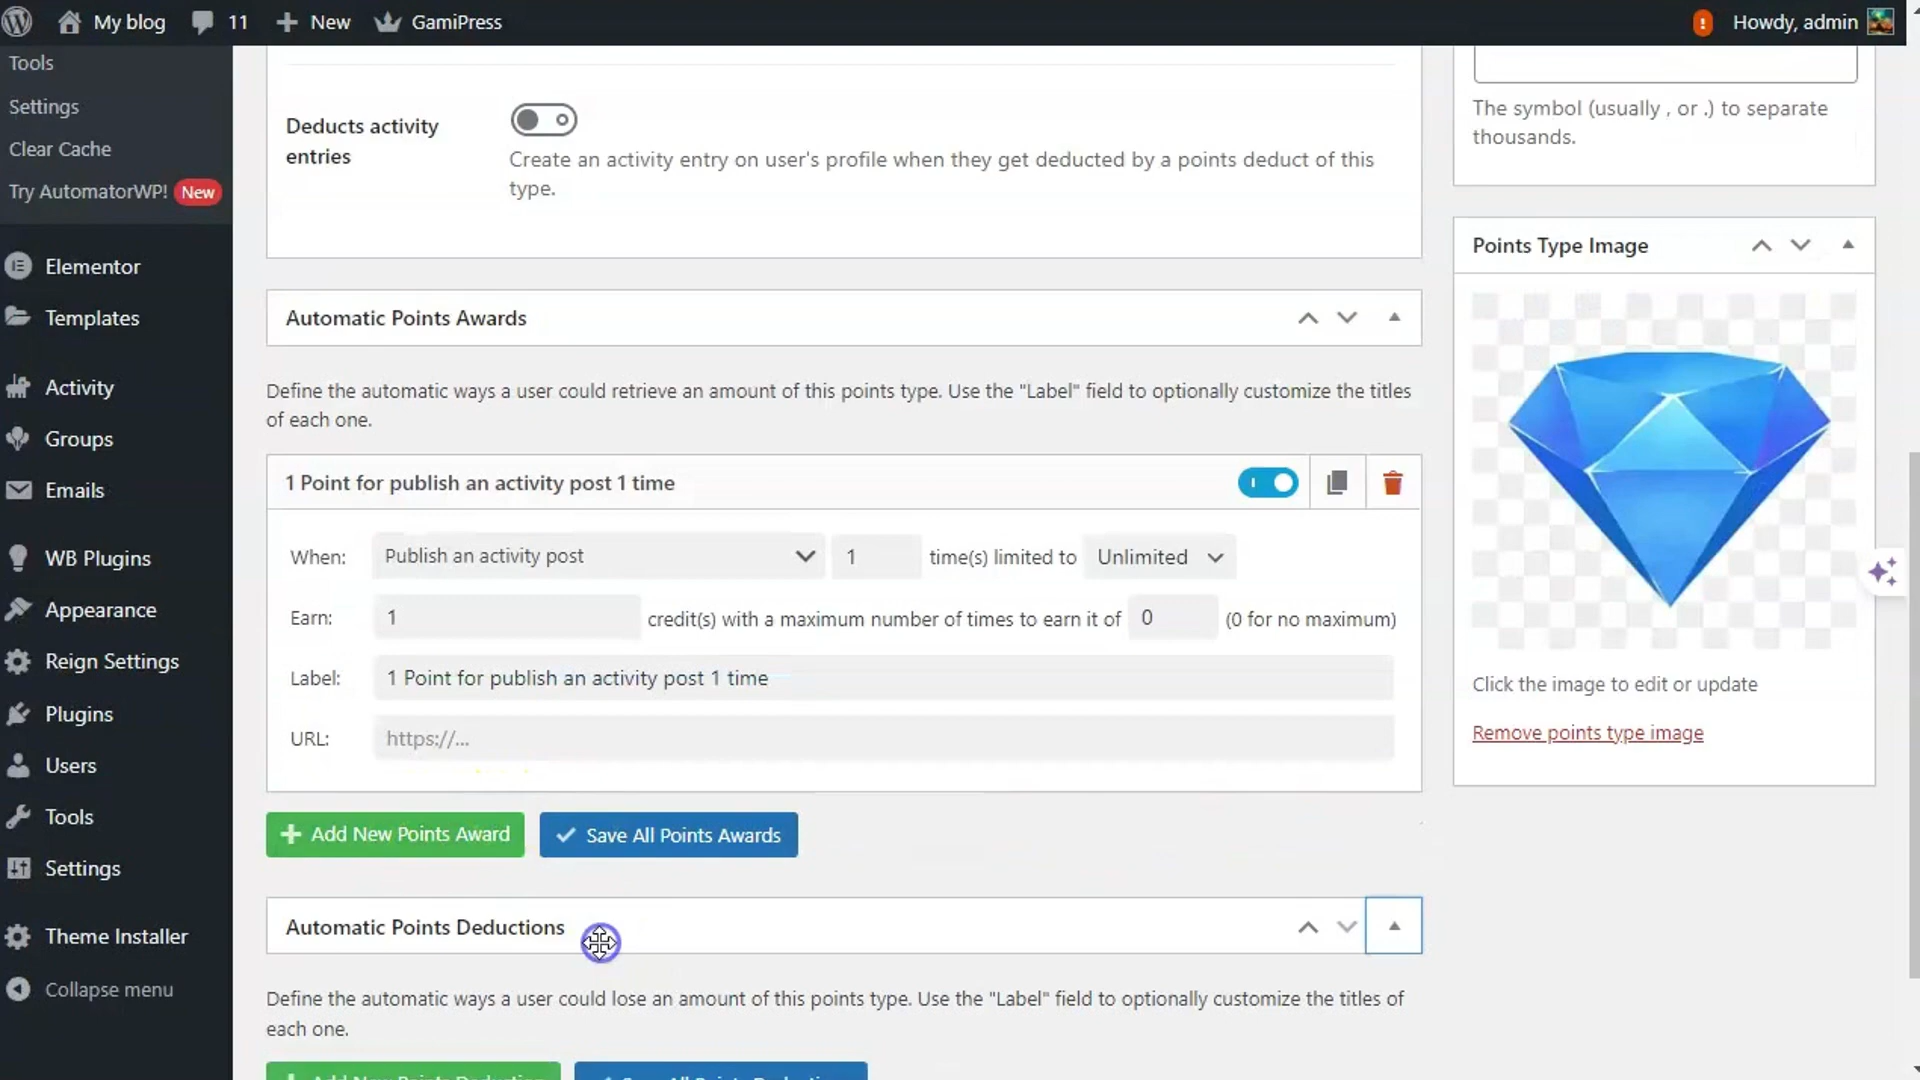 My blog
11
New
GamiPress
Howdy, admin
Tools
Settings
Clear Cache
Try AutomatorWP! New
Elementor
Templates
Activity
Groups
Emails
WB Plugins
Appearance
Reign Settings
Plugins
Users
Tools
Settings
Theme Installer
Collapse menu
Deducts activity
entries
Create an activity entry on user's profile when they get deducted by a points deduct of this
type.
Automatic Points Awards
Define the automatic ways a user could retrieve an amount of this points type. Use the "Label" field to optionally customize the titles
of each one.
1 Point for publish an activity post 1 time
When: Publish an activity post 1 time(s) limited to Unlimited
Earn: 1 credit(s) with a maximum number of times to earn it of 0 (0 for no maximum)
Label: 1 Point for publish an activity post 1 time
URL: https://...
Add New Points Award
Save All Points Awards
Automatic Points Deductions
Define the automatic ways a user could lose an amount of this points type. Use the "Label" field to optionally customize the titles of
each one.
The symbol (usually , or .) to separate
thousands.
Points Type Image
Click the image to edit or update
Remove points type image